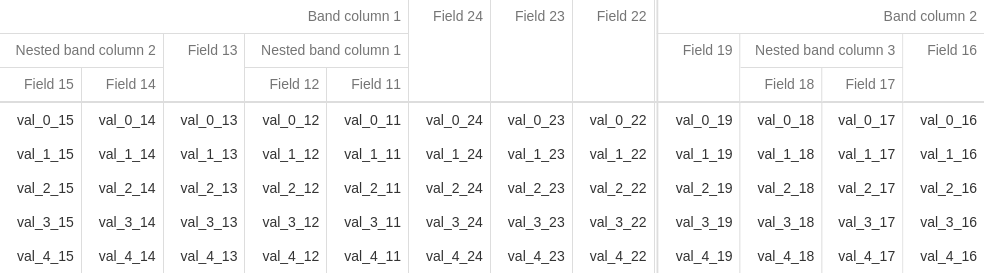 Band column 1 Field 24 Field 23 Field 22 Band column 2
Nested band column 2 Field 13 Nested band column 1 Field 19 Nested band column 3 Field 16
Field 15 Field 14 Field 12 Field 11 Field 18 Field 17
val_0_15 val_0_14 val_0_13 val_0_12 val_0_11 val_0_24 val_0_23 val_0_22 val_0_19 val_0_18 val_0_17 val_0_16
val_1_15 val_1_14 val_1_13 val_1_12 val_1_11 val_1_24 val_1_23 val_1_22 val_1_19 val_1_18 val_1_17 val_1_16
val_2_15 val_2_14 val_2_13 val_2_12 val_2_11 val_2_24 val_2_23 val_2_22 val_2_19 val_2_18 val_2_17 val_2_16
val_3_15 val_3_14 val_3_13 val_3_12 val_3_11 val_3_24 val_3_23 val_3_22 val_3_19 val_3_18 val_3_17 val_3_16
val_4_15 val_4_14 val_4_13 val_4_12 val_4_11 val_4_24 val_4_23 val_4_22 val_4_19 val_4_18 val_4_17 val_4_16